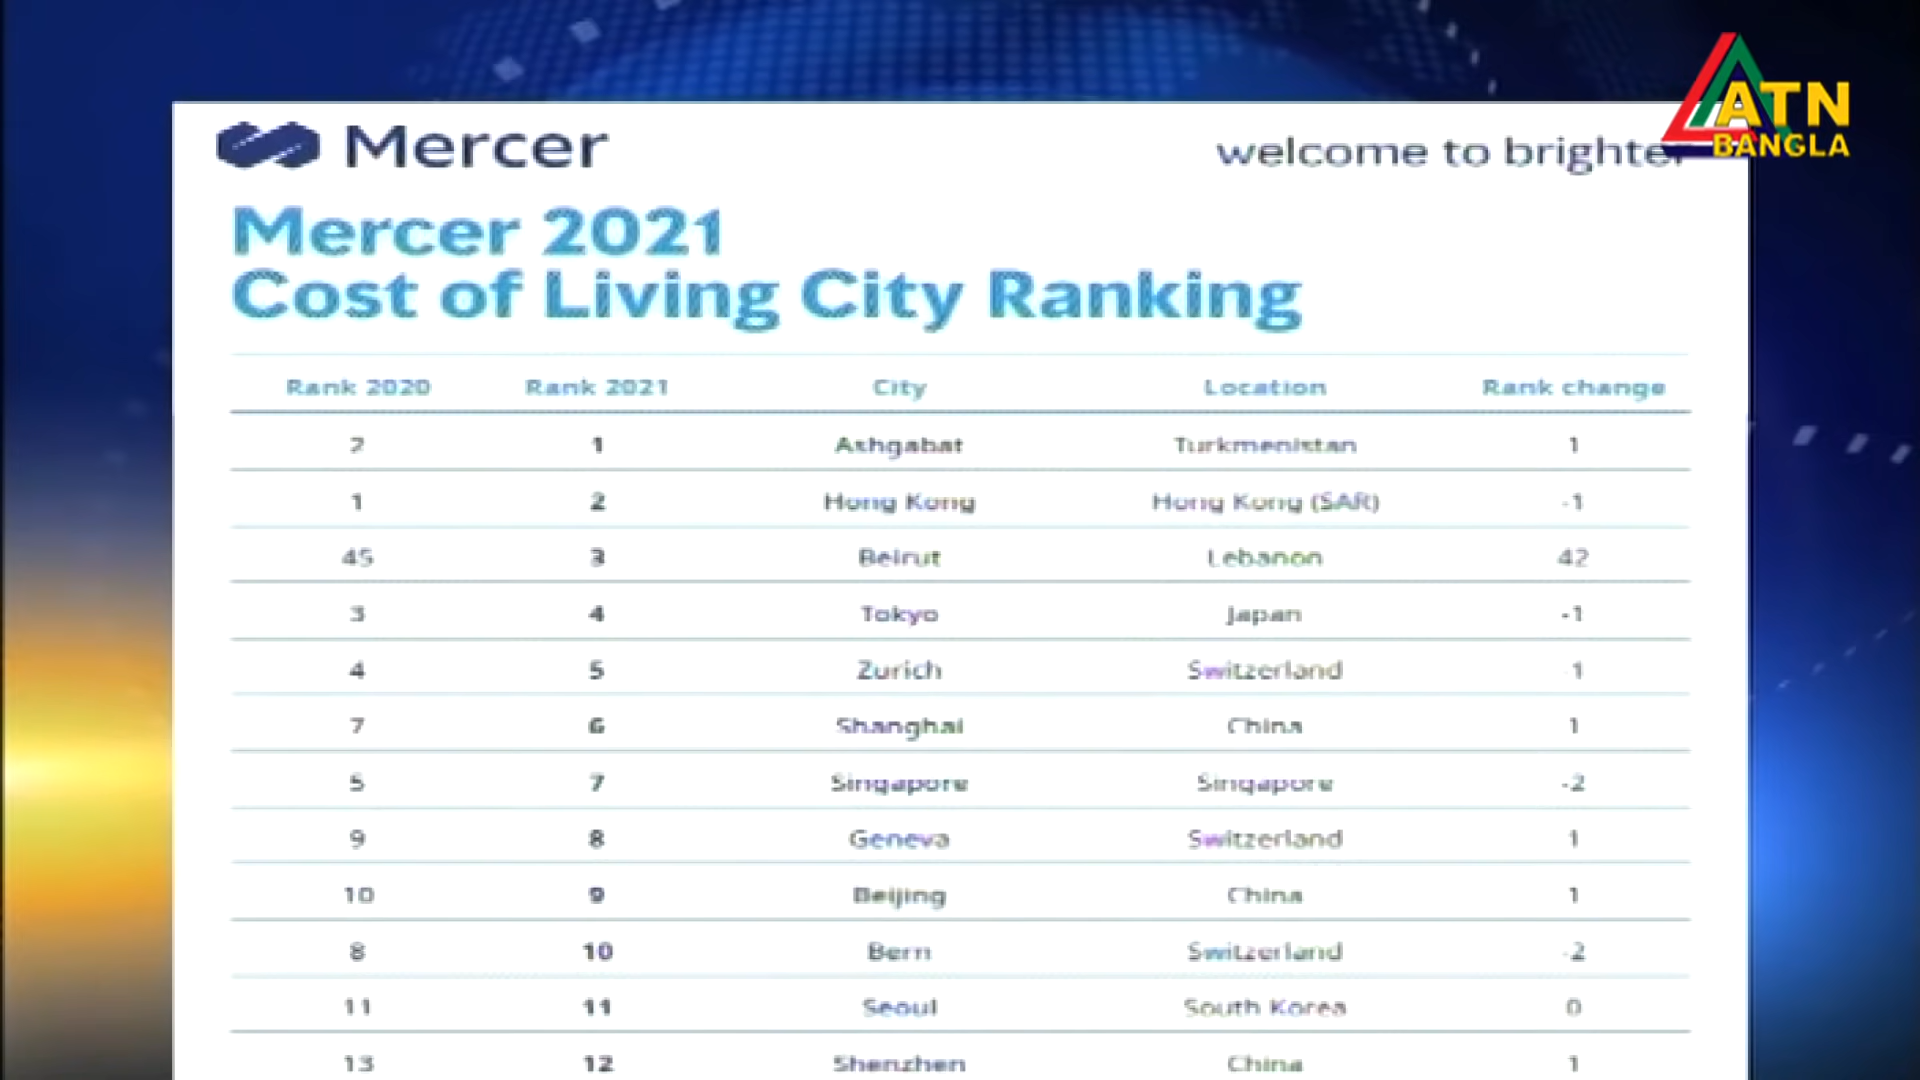 ATN
BANGLA
Mercer
welcome to brighter
Mercer 2021
Cost of Living City Ranking
Rank 2020 Rank 2021 City Location Rank change
2 1 Ashgabat Turkmenistan 1
1 2 Hong Kong Hong Kong (SAR) -1
45 3 Beirut Lebanon 42
3 4 Tokyo Japan -1
4 5 Zurich Switzerland 1
7 6 Shanghai China 1
5 7 Singapore Singapore -2
9 8 Geneva Switzerland 1
10 9 Beijing China 1
8 10 Bern Switzerland -2
11 11 Seoul South Korea 0
13 12 Shenzhen China 1